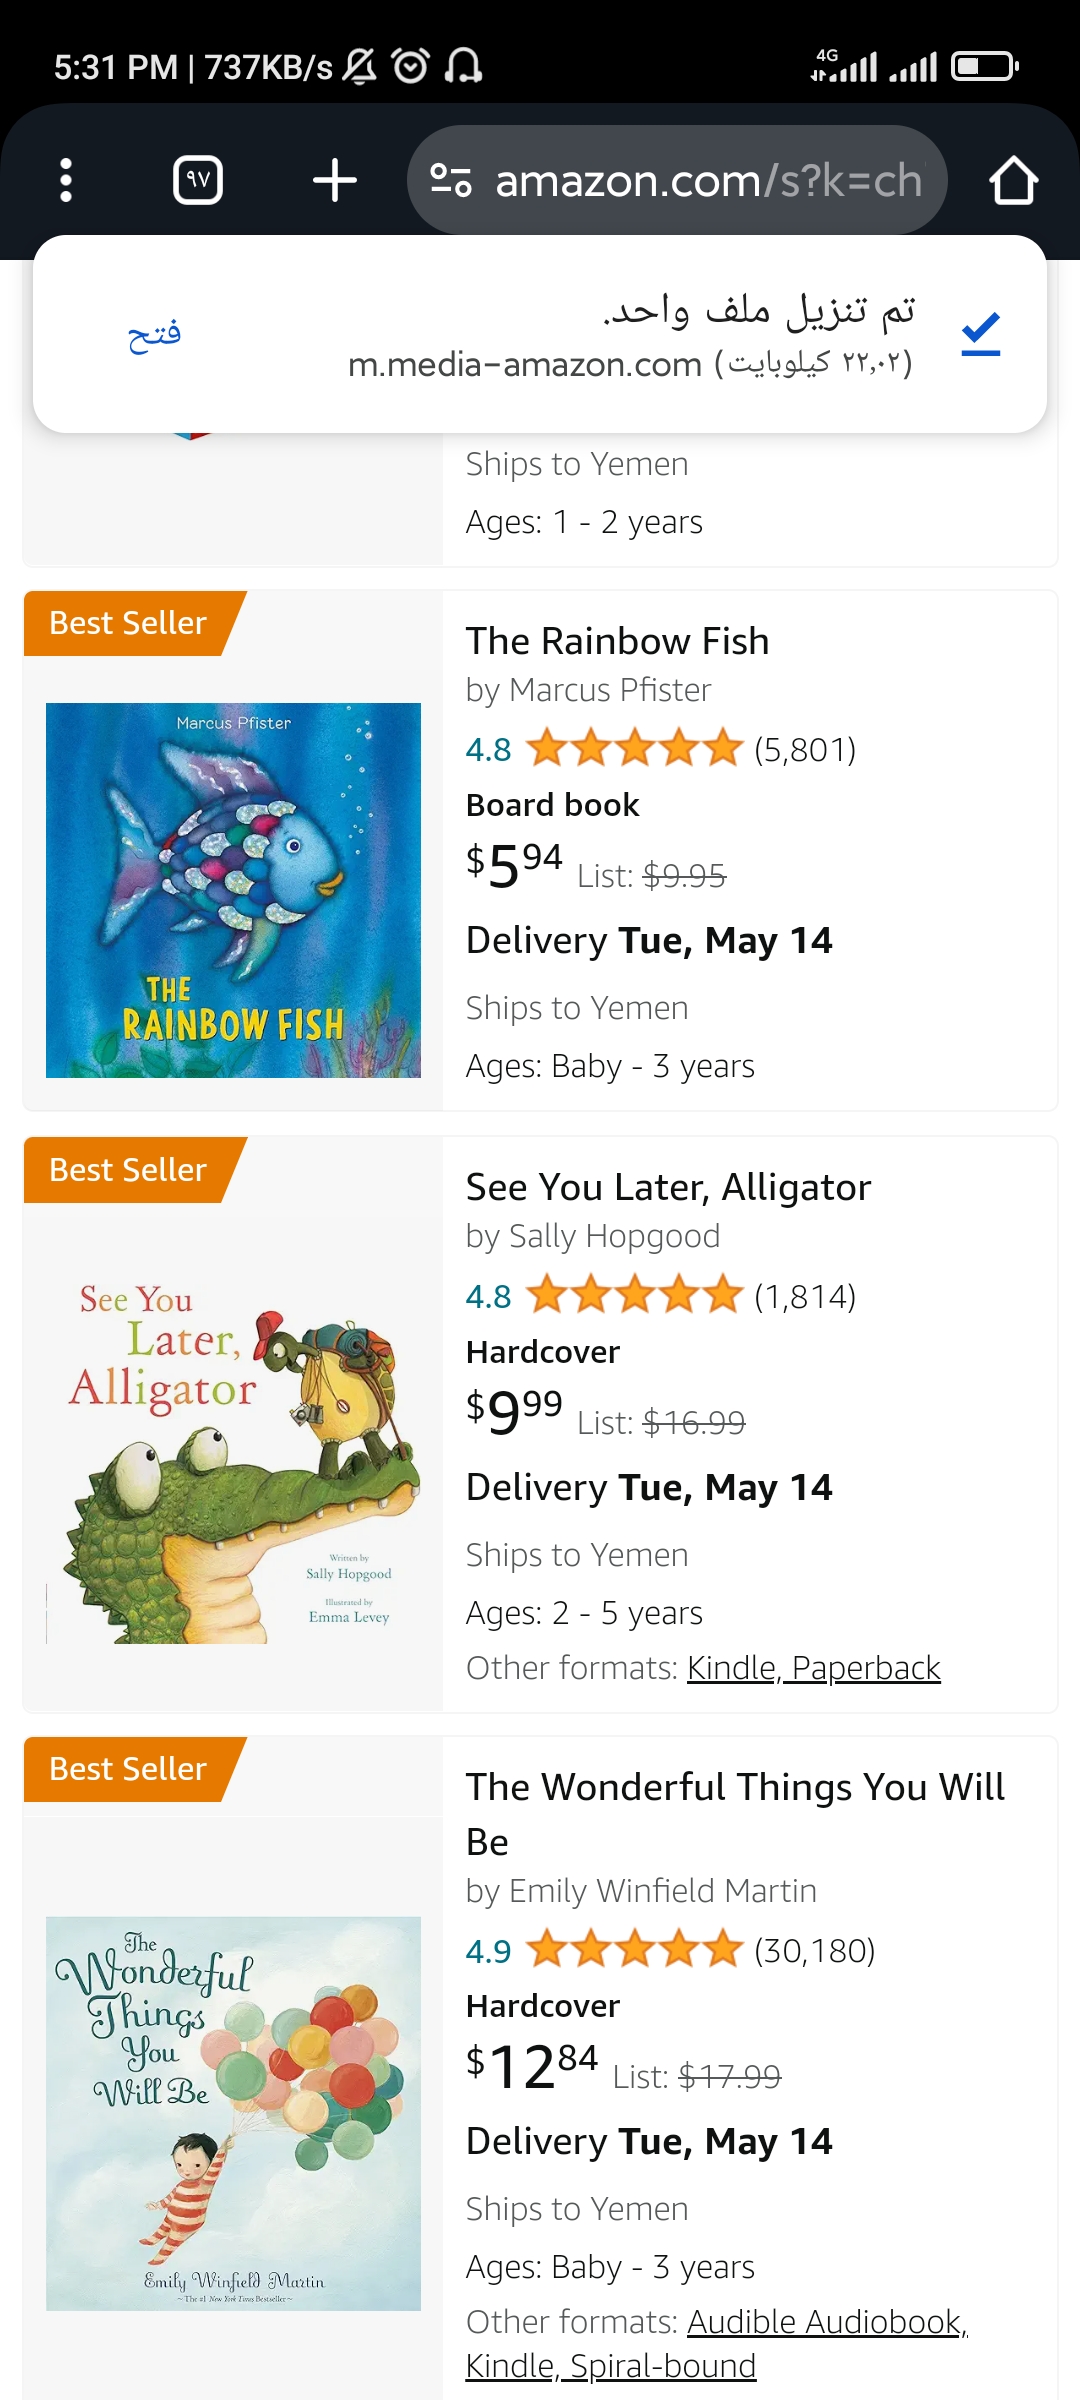 5:31 PM | 737KB/s
4G
٩٧
amazon.com/s?k=ch
تم تنزيل ملف واحد.
(٢٢,٠٢ كيلوبايت) m.media-amazon.com
فتح
Ships to Yemen
Ages: 1 - 2 years
Best Seller
Marcus Pfister
THE
RAINBOW FISH
The Rainbow Fish
by Marcus Pfister
4.8 (5,801)
Board book
$5 94 List: $9.95
Delivery Tue, May 14
Ships to Yemen
Ages: Baby - 3 years
Best Seller
See You
Later,
Alligator
Written by
Sally Hopgood
Illustrated by
Emma Levey
See You Later, Alligator
by Sally Hopgood
4.8 (1,814)
Hardcover
$9 99 List: $16.99
Delivery Tue, May 14
Ships to Yemen
Ages: 2 - 5 years
Other formats: Kindle, Paperback
Best Seller
The
Wonderful
Things
You
Will Be
Emily Winfield Martin
~The #1 New York Times Bestseller~
The Wonderful Things You Will
Be
by Emily Winfield Martin
4.9 (30,180)
Hardcover
$12 84 List: $17.99
Delivery Tue, May 14
Ships to Yemen
Ages: Baby - 3 years
Other formats: Audible Audiobook,
Kindle, Spiral-bound